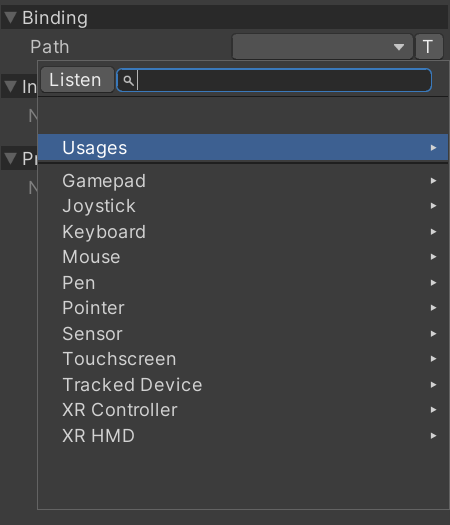 Binding
Path
T
Listen
In
Usages
Pr
Gamepad
Joystick
Keyboard
Mouse
Pen
Pointer
Sensor
Touchscreen
Tracked Device
XR Controller
XR HMD